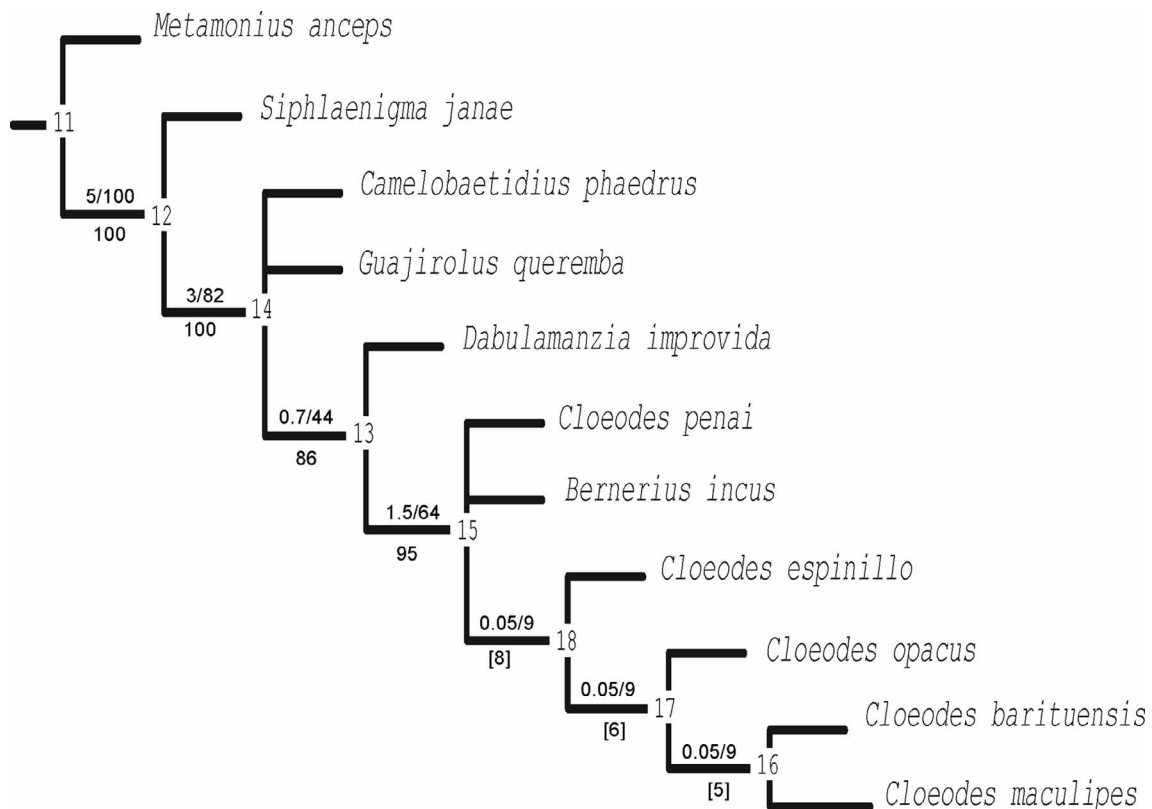 Metamonius anceps
11
Siphlaenigma janae
5/100
12
100
Camelobaetidius phaedrus
Guajirolus queremba
3/82
14
100
Dabulamanzia improvida
0.7/44
13
86
Cloeodes penai
Bernerius incus
1.5/64
15
95
Cloeodes espinillo
0.05/9
18
[8]
Cloeodes opacus
0.05/9
17
[6]
Cloeodes barituensis
0.05/9
16
[5]
Cloeodes maculipes